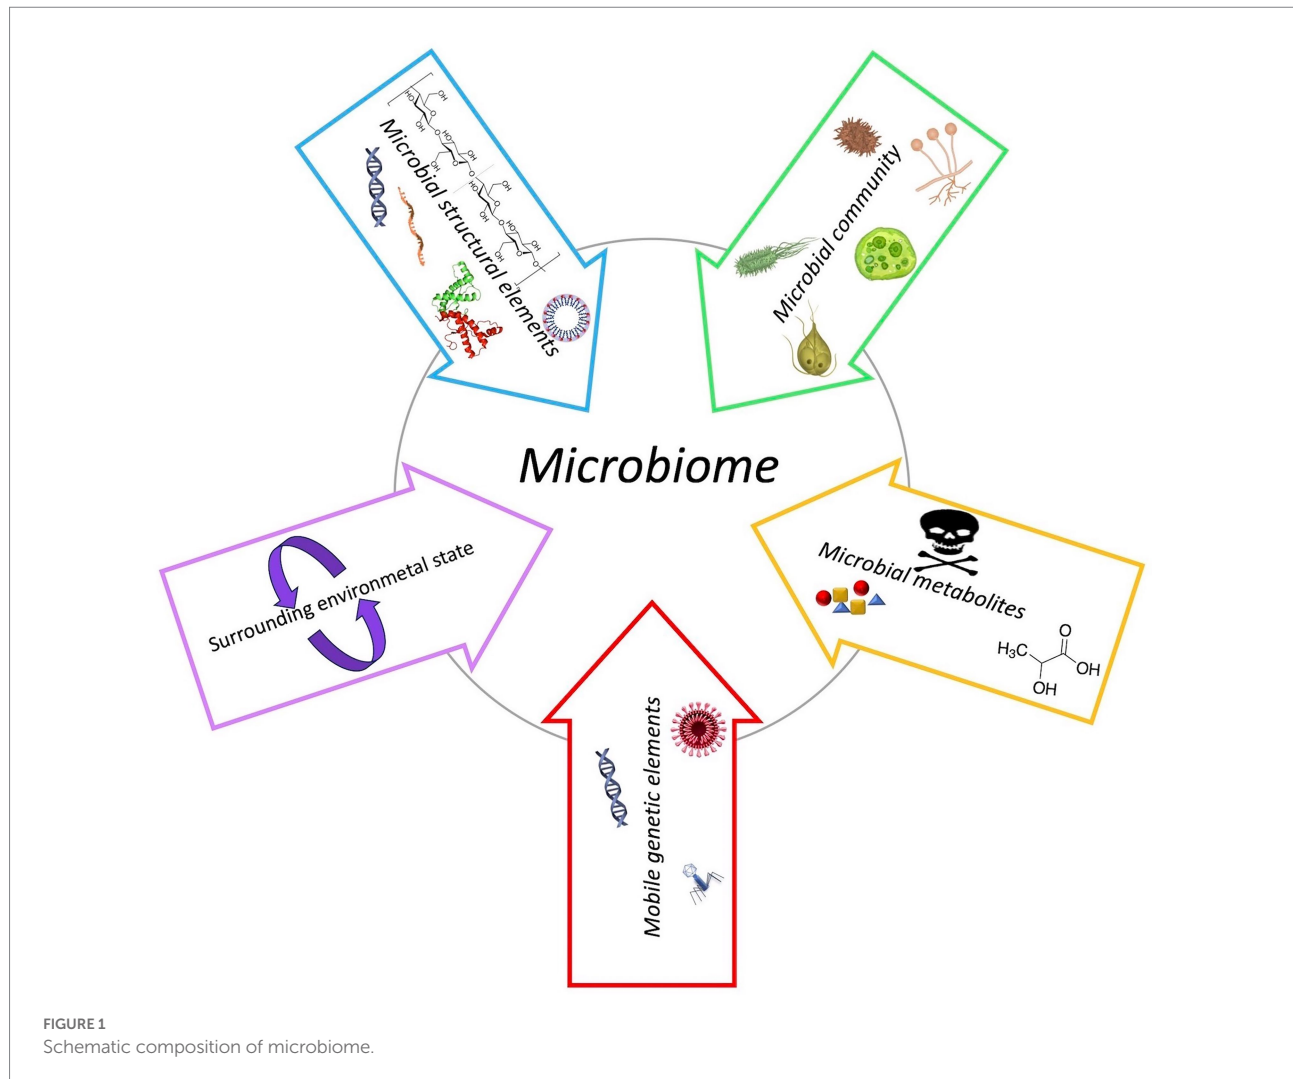 Microbial structural elements
Microbial community
Microbiome
Surrounding environmetal state
Microbial metabolites
H₃C
O
OH
OH
Mobile genetic elements
FIGURE 1
Schematic composition of microbiome.